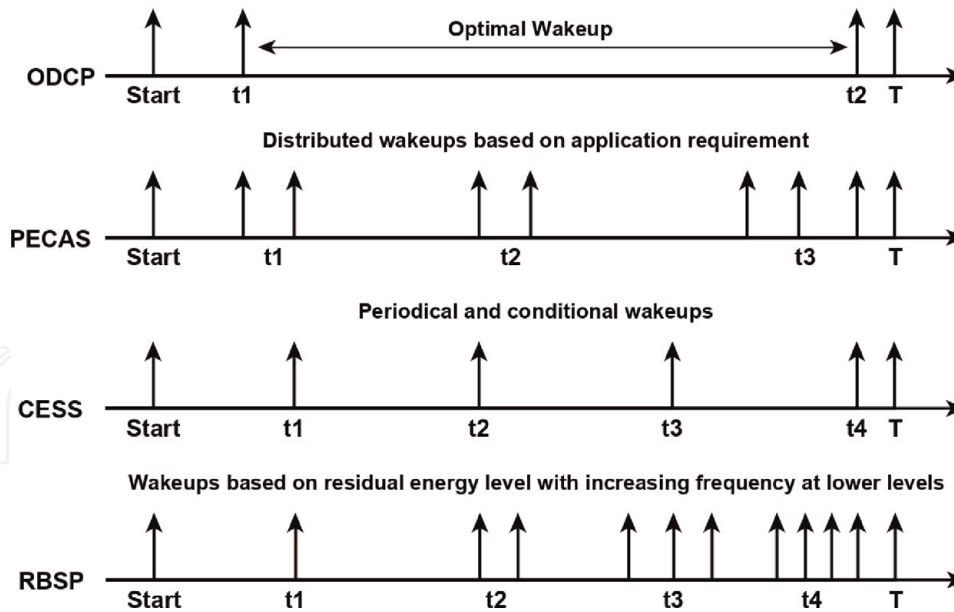 Optimal Wakeup
ODCP
Start t1 t2 T
Distributed wakeups based on application requirement
PECAS
Start t1 t2 t3 T
Periodical and conditional wakeups
CESS
Start t1 t2 t3 t4 T
Wakeups based on residual energy level with increasing frequency at lower levels
RBSP
Start t1 t2 t3 t4 T